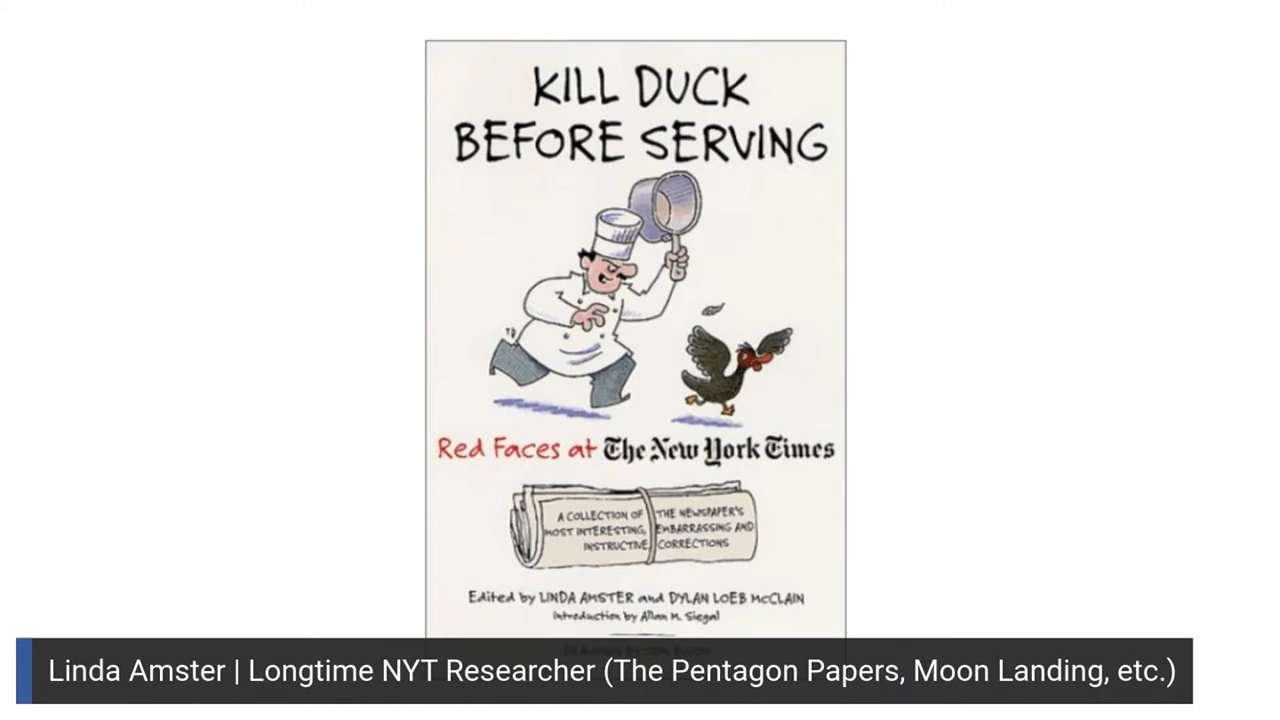 KILL DUCK
BEFORE SERVING
TD
Red Faces at The New York Times
A COLLECTION OF THE NEWSPAPER'S
MOST INTERESTING, EMBARRASSING AND
INSTRUCTIVE CORRECTIONS
Edited by LINDA AMSTER and DYLAN LOEB McCLAIN
Introduction by Allan M. Siegal
Linda Amster | Longtime NYT Researcher (The Pentagon Papers, Moon Landing, etc.)